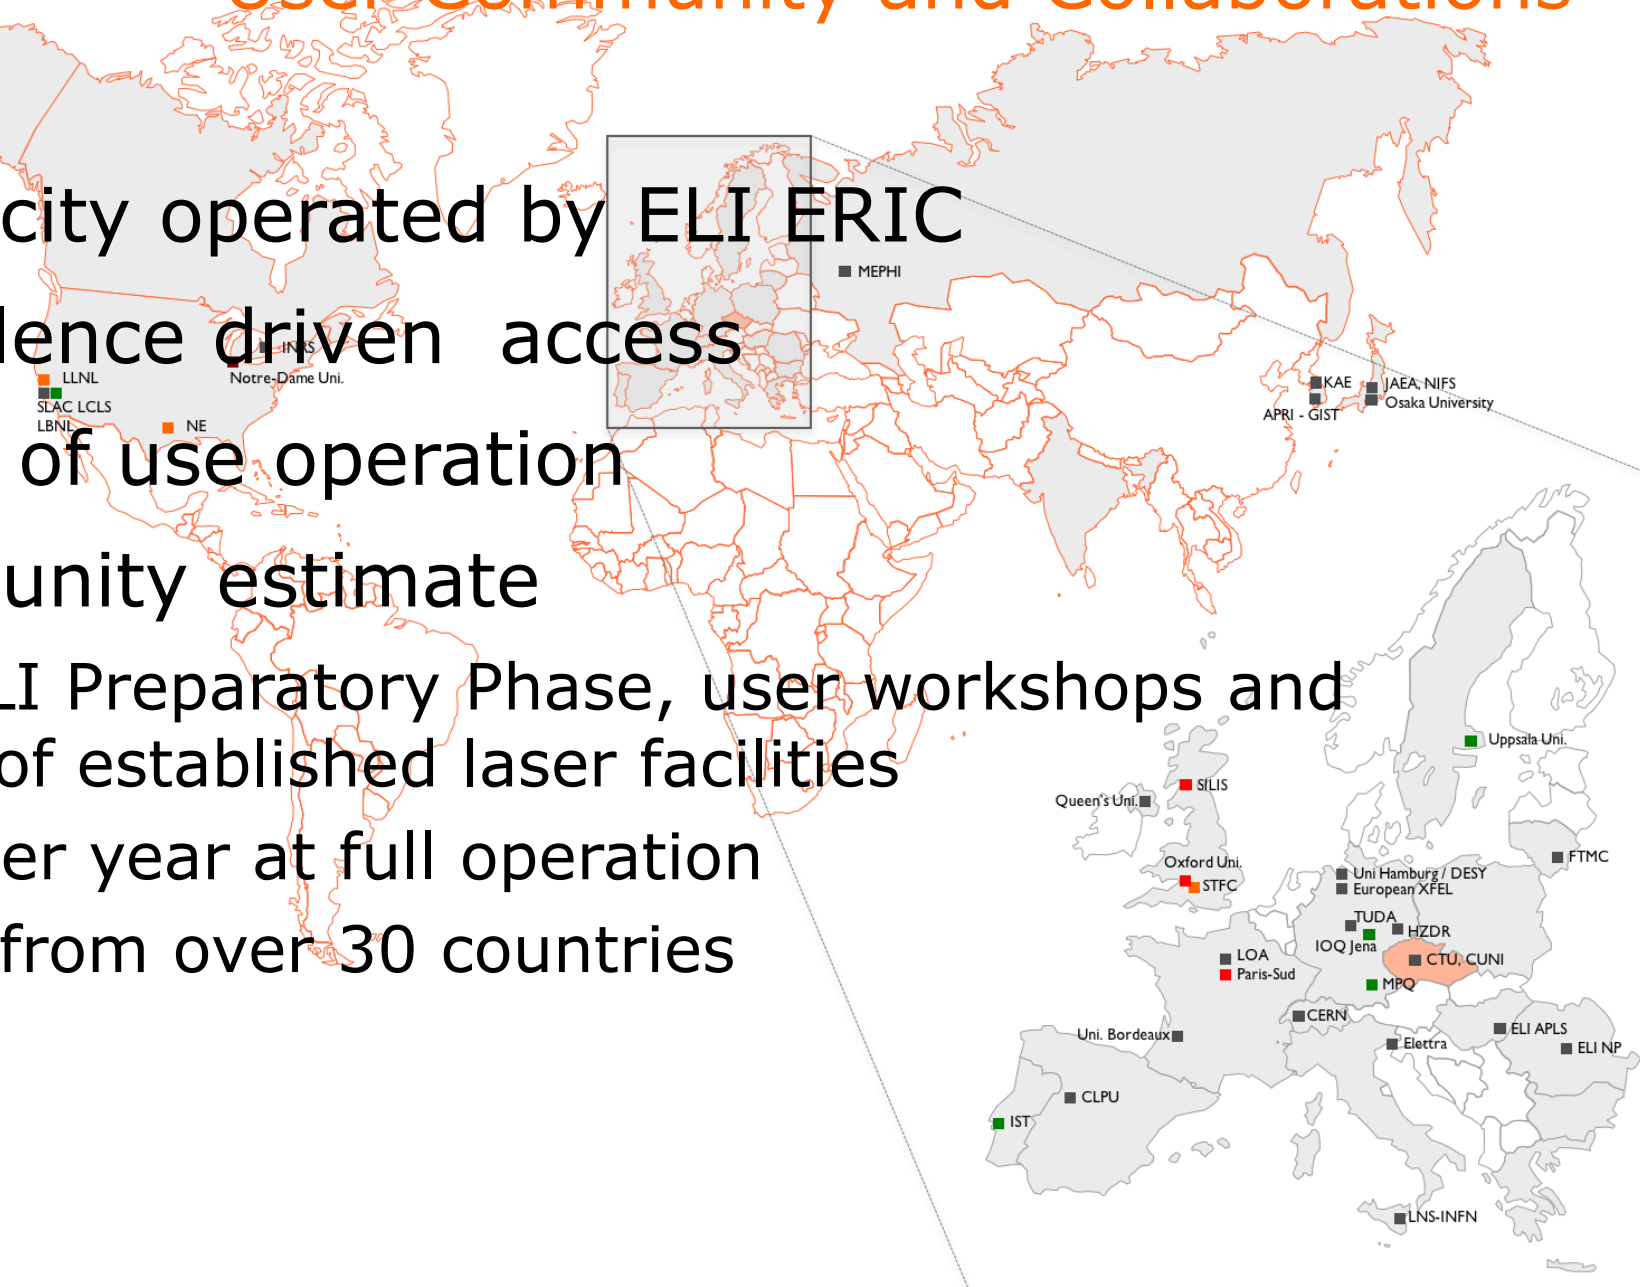 User Community and Collaborations
city operated by ELI ERIC
MEPHI
lence driven  access
INRS
LLNL
Notre-Dame Uni.
SLAC LCLS
LBNL
NE
KAE
JAEA, NIFS
APRI - GIST
Osaka University
of use operation
unity estimate
LI Preparatory Phase, user workshops and
of established laser facilities
er year at full operation
from over 30 countries
Uppsala Uni.
SILIS
Queen's Uni.
Oxford Uni.
STFC
FTMC
Uni Hamburg / DESY
European XFEL
TUDA
HZDR
IOQ Jena
LOA
CTU, CUNI
Paris-Sud
MPQ
CERN
ELI APLS
Uni. Bordeaux
Elettra
ELI NP
CLPU
IST
LNS-INFN